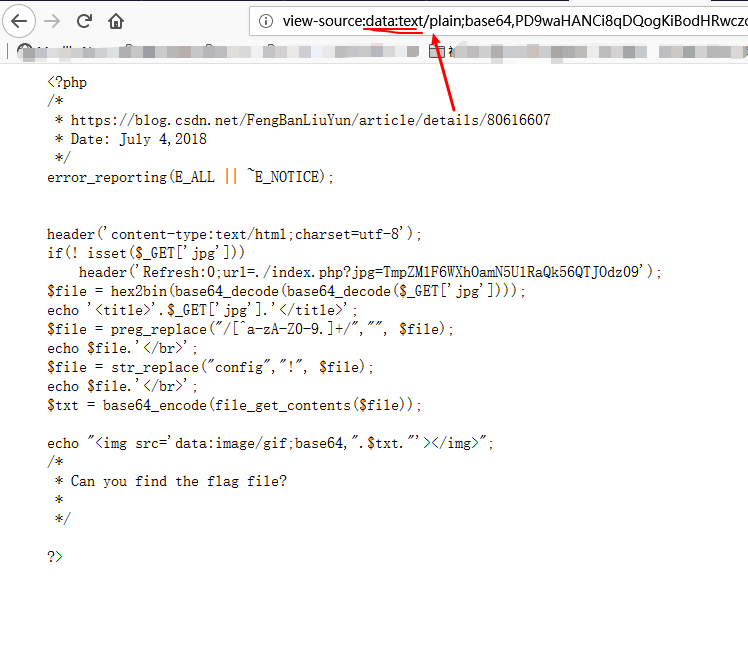 view-source:data:text/plain;base64,PD9waHANCi8qDQogKiBodHRwczo
<?php
/*
 * https://blog.csdn.net/FengBanLiuYun/article/details/80616607
 * Date: July 4,2018
 */
error_reporting(E_ALL || ~E_NOTICE);
header('content-type:text/html;charset=utf-8');
if(! isset($_GET['jpg']))
    header('Refresh:0;url=./index.php?jpg=TmpZM1F6WXhOamN5U1RaQk56QTJOdz09');
$file = hex2bin(base64_decode(base64_decode($_GET['jpg'])));
echo '<title>'.$_GET['jpg'].'</title>';
$file = preg_replace("/[^a-zA-Z0-9.]+/","", $file);
echo $file.'</br>';
$file = str_replace("config","!", $file);
echo $file.'</br>';
$txt = base64_encode(file_get_contents($file));
echo "<img src='data:image/gif;base64,".$txt."'></img>";
/*
 * Can you find the flag file?
 *
 */
?>